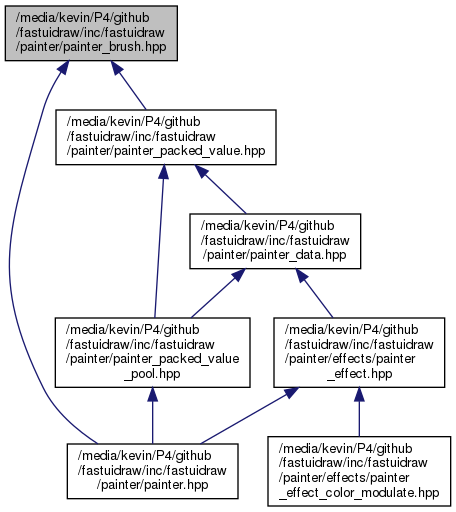 /media/kevin/P4/github
/fastuidraw/inc/fastuidraw
/painter/painter_brush.hpp
/media/kevin/P4/github
/fastuidraw/inc/fastuidraw
/painter/painter_packed_value.hpp
/media/kevin/P4/github
/fastuidraw/inc/fastuidraw
/painter/painter_data.hpp
/media/kevin/P4/github
/fastuidraw/inc/fastuidraw
/painter/painter_packed_value
_pool.hpp
/media/kevin/P4/github
/fastuidraw/inc/fastuidraw
/painter/effects/painter
_effect.hpp
/media/kevin/P4/github
/fastuidraw/inc/fastuidraw
/painter/painter.hpp
/media/kevin/P4/github
/fastuidraw/inc/fastuidraw
/painter/effects/painter
_effect_color_modulate.hpp